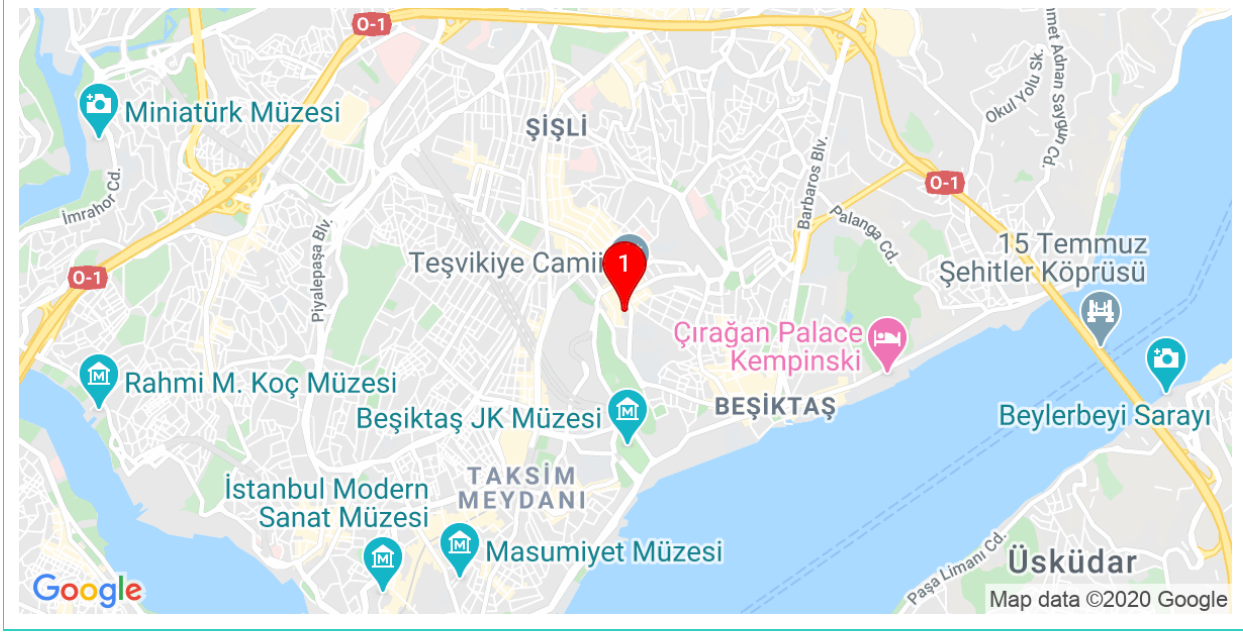 O-1
Miniatürk Müzesi
ŞİŞLİ
Okul Yolu Sk.
met Adnan Saygun Cd.
Barbaros Blv.
O-1
İmrahor Cd.
Palanga Cd.
Piyalepaşa Blv.
Teşvikiye Camii
1
15 Temmuz
Şehitler Köprüsü
O-1
Çırağan Palace
Kempinski
Rahmi M. Koç Müzesi
Beşiktaş JK Müzesi
BEŞİKTAŞ
Beylerbeyi Sarayı
TAKSİM
MEYDANI
İstanbul Modern
Sanat Müzesi
Masumiyet Müzesi
Paşa Limanı Cd.
Üsküdar
Google
Map data ©2020 Google